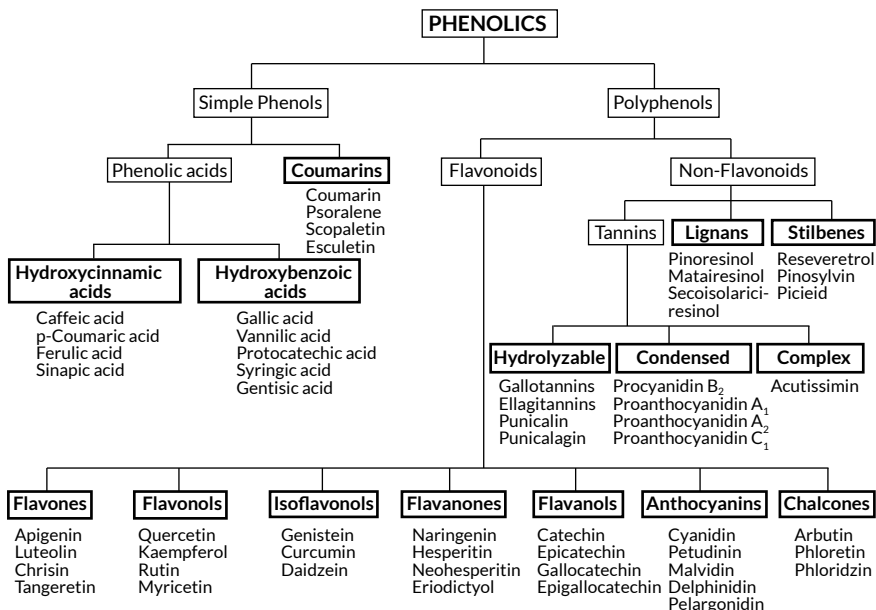 PHENOLICS
Simple Phenols
Polyphenols
Phenolic acids
Coumarins
Coumarin
Psoralene
Scopaletin
Esculetin
Flavonoids
Non-Flavonoids
Tannins
Lignans
Pinoresinol
Matairesinol
Secoisolarici-
resinol
Stilbenes
Reseveretrol
Pinosylvin
Picieid
Hydroxycinnamic
acids
Caffeic acid
p-Coumaric acid
Ferulic acid
Sinapic acid
Hydroxybenzoic
acids
Gallic acid
Vannilic acid
Protocatechic acid
Syringic acid
Gentisic acid
Hydrolyzable
Gallotannins
Ellagitannins
Punicalin
Punicalagin
Condensed
Procyanidin B₂
Proanthocyanidin A₁
Proanthocyanidin A₂
Proanthocyanidin C₁
Complex
Acutissimin
Flavones
Apigenin
Luteolin
Chrisin
Tangeretin
Flavonols
Quercetin
Kaempferol
Rutin
Myricetin
Isoflavonols
Genistein
Curcumin
Daidzein
Flavanones
Naringenin
Hesperitin
Neohesperitin
Eriodictyol
Flavanols
Catechin
Epicatechin
Gallocatechin
Epigallocatechin
Anthocyanins
Cyanidin
Petudinin
Malvidin
Delphinidin
Pelargonidin
Chalcones
Arbutin
Phloretin
Phloridzin